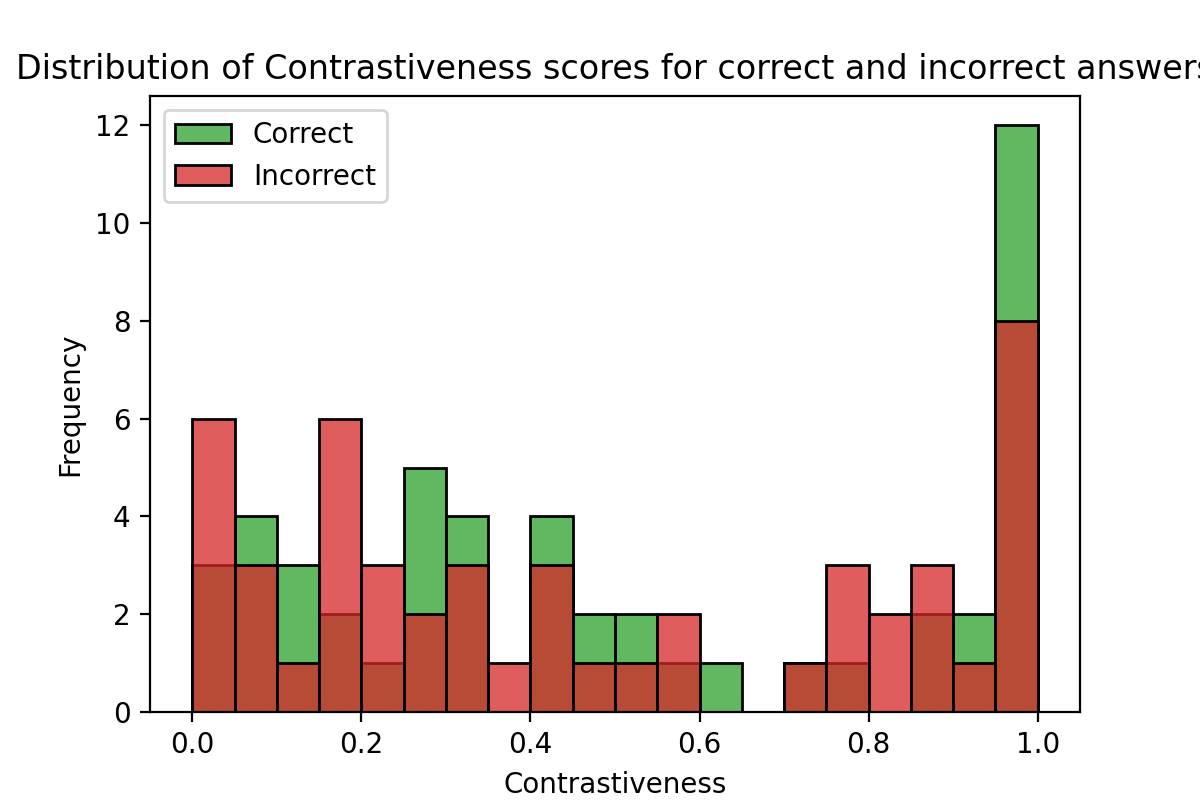 Distribution of Contrastiveness scores for correct and incorrect answers
Correct
Incorrect
12
10
8
6
4
2
0
Frequency
0.0 0.2 0.4 0.6 0.8 1.0
Contrastiveness